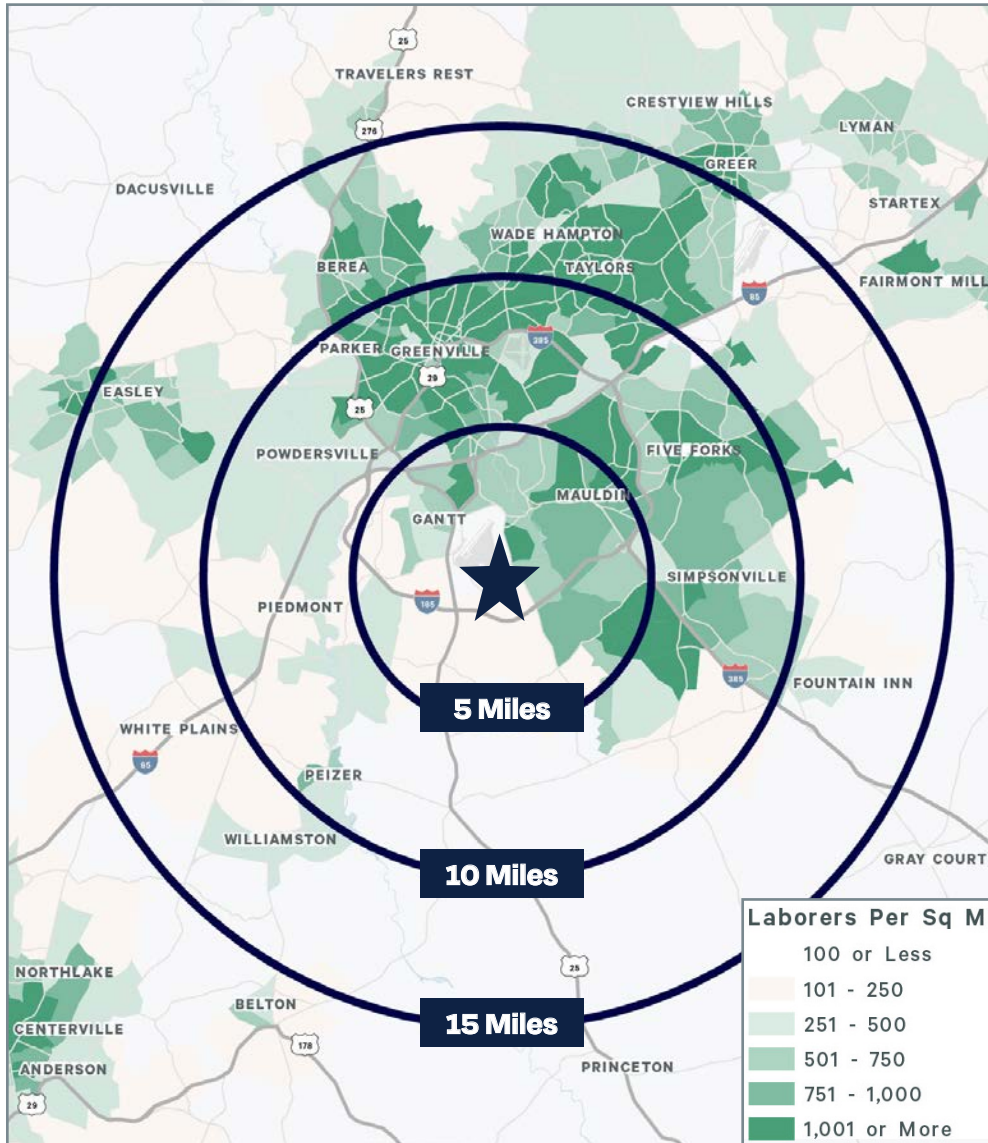 25
TRAVELERS REST
CRESTVIEW HILLS
LYMAN
276
GREER
DACUSVILLE
STARTEX
WADE HAMPTON
BEREA
TAYLORS
FAIRMONT MILL
85
385
PARKER
GREENVILLE
29
EASLEY
25
POWDERSVILLE
FIVE FORKS
MAULDIN
GANTT
SIMPSONVILLE
185
PIEDMONT
385
FOUNTAIN INN
5 Miles
WHITE PLAINS
85
PEIZER
WILLIAMSTON
GRAY COURT
10 Miles
Laborers Per Sq M
100 or Less
101 - 250
251 - 500
501 - 750
751 - 1,000
1,001 or More
NORTHLAKE
25
BELTON
15 Miles
CENTERVILLE
178
ANDERSON
PRINCETON
29